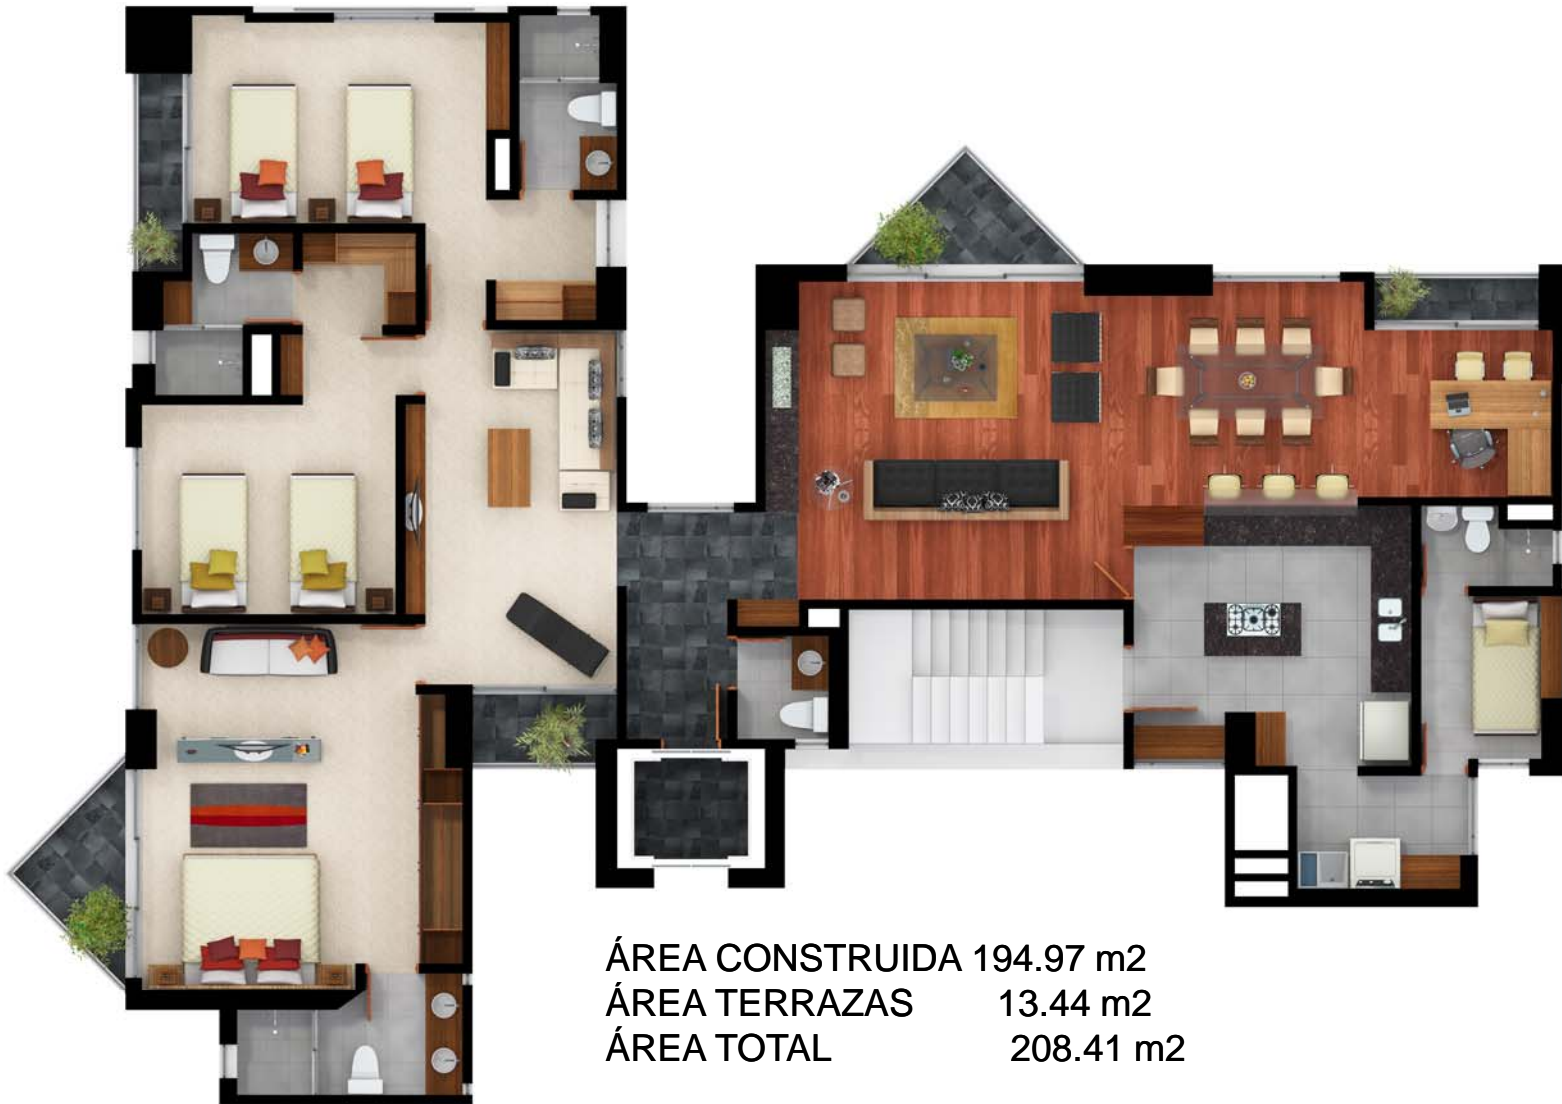 ÁREA CONSTRUIDA 194.97 m2
ÁREA TERRAZAS 13.44 m2
ÁREA TOTAL 208.41 m2